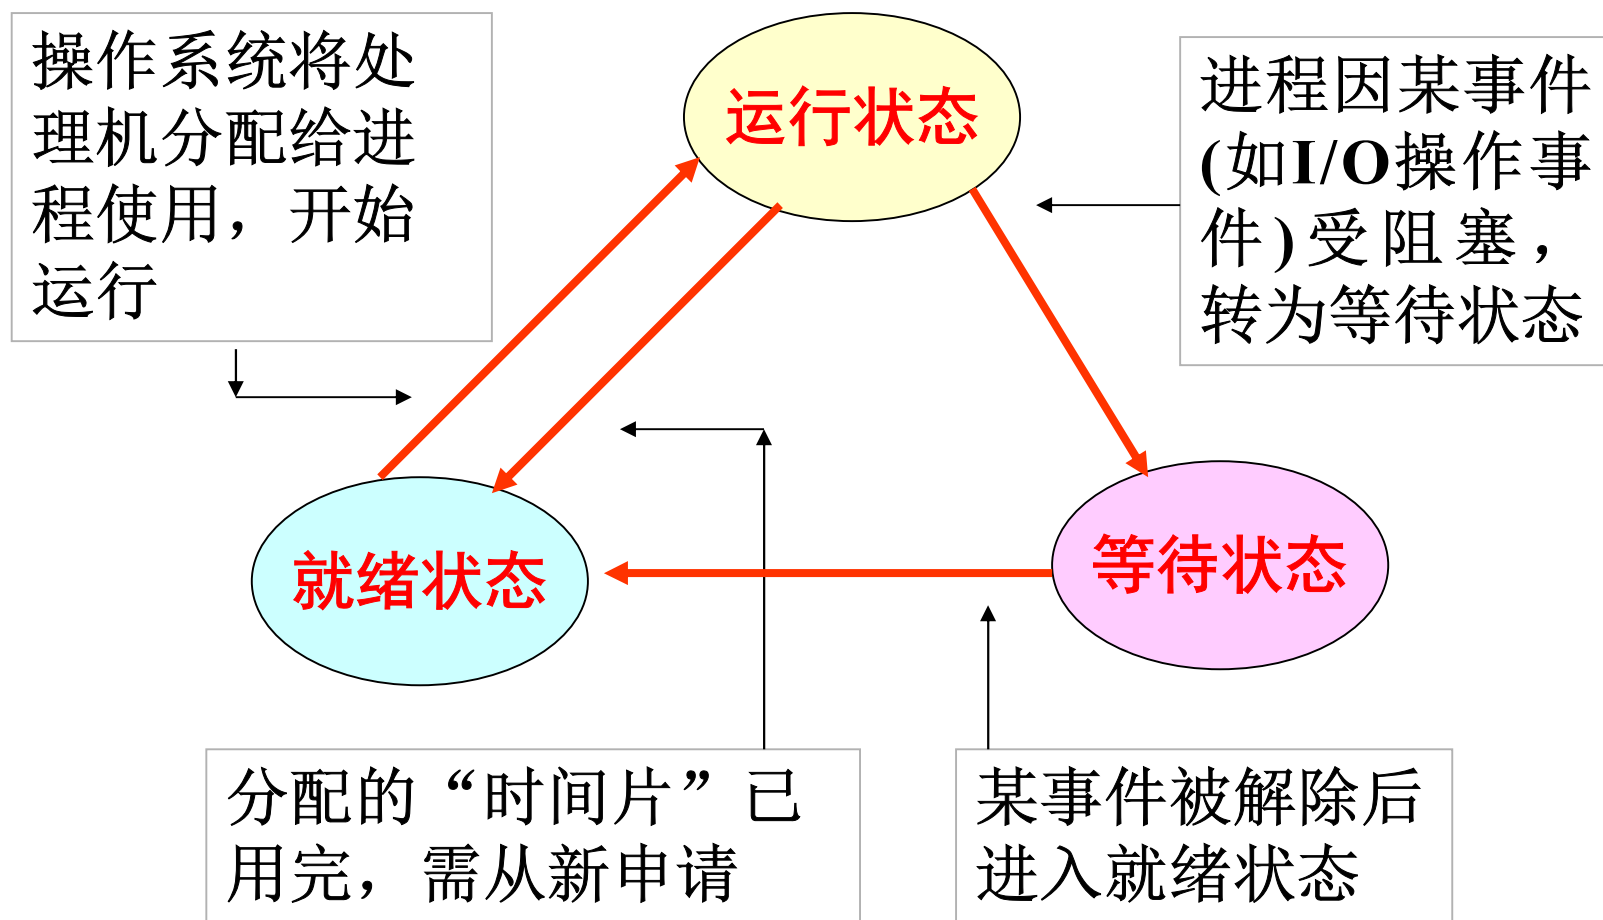 操作系统将处
理机分配给进
程使用，开始
运行
运行状态
进程因某事件
(如I/O操作事
件)受阻塞，
转为等待状态
就绪状态
等待状态
分配的“时间片”已
用完，需从新申请
某事件被解除后
进入就绪状态